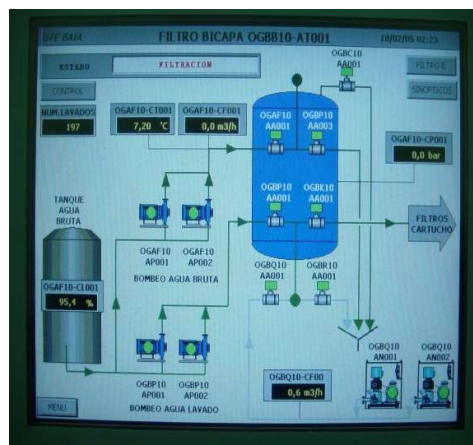 UTE BAIA
FILTRO BICAPA OGBB10-AT001
10/02/05 02:23
ESTADO
FILTRACION
OGBC10
AA001
FILTRO B
CONTROL
SINOPTICOS
NUM.LAVADOS
197
OGAF10-CT001
7,20 °C
OGAF10-CF001
0,0 m3/h
OGAF10
AA001
OGBP10
AA003
OGAF10-CP001
0,0 bar
TANQUE
AGUA
BRUTA
OGAF10
AP001
OGAF10
AP002
BOMBEO AGUA BRUTA
OGBP10
AA001
OGBK10
AA001
FILTROS
CARTUCHO
OGAF10-CL001
95,4 %
OGBQ10
AA001
OGBR10
AA001
OGBP10
AP001
OGBP10
AP002
BOMBEO AGUA LAVADO
OGBQ10-CF00
0,6 m3/h
OGBQ10
AN001
OGBQ10
AN002
MENU